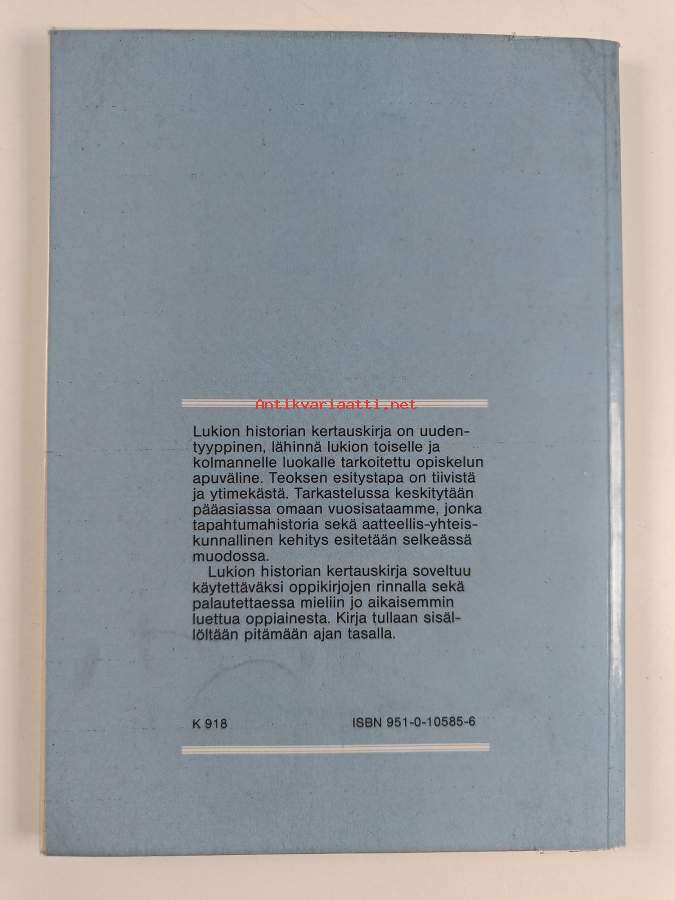 Antikvariaatti.net
Lukion historian kertauskirja on uuden-
tyyppinen, lähinnä lukion toiselle ja
kolmannelle luokalle tarkoitettu opiskelun
apuväline. Teoksen esitystapa on tiivistä
ja ytimekästä. Tarkastelussa keskitytään
pääasiassa omaan vuosisataamme, jonka
tapahtumahistoria sekä aatteellis-yhteis-
kunnallinen kehitys esitetään selkeässä
muodossa.
Lukion historian kertauskirja soveltuu
käytettäväksi oppikirjojen rinnalla sekä
palautettaessa mieliin jo aikaisemmin
luettua oppiainesta. Kirja tullaan sisäl-
löltään pitämään ajan tasalla.
K 918 ISBN 951-0-10585-6